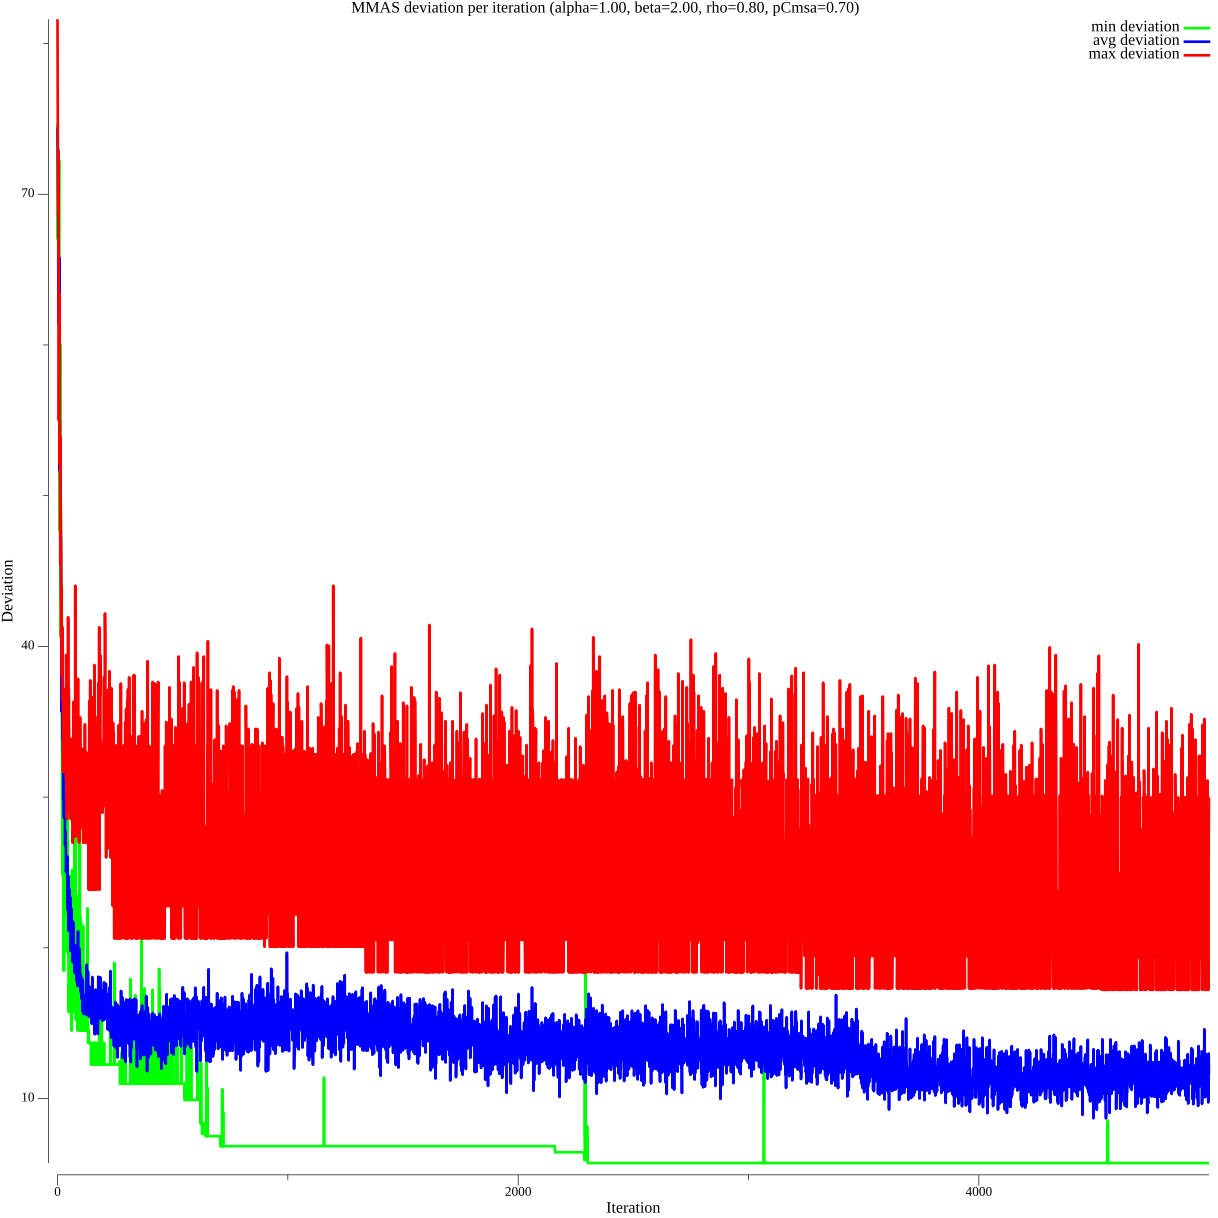 MMAS deviation per iteration (alpha=1.00, beta=2.00, rho=0.80, pCmsa=0.70)
min deviation
avg deviation
max deviation
70
40
10
Deviation
0
2000
4000
Iteration